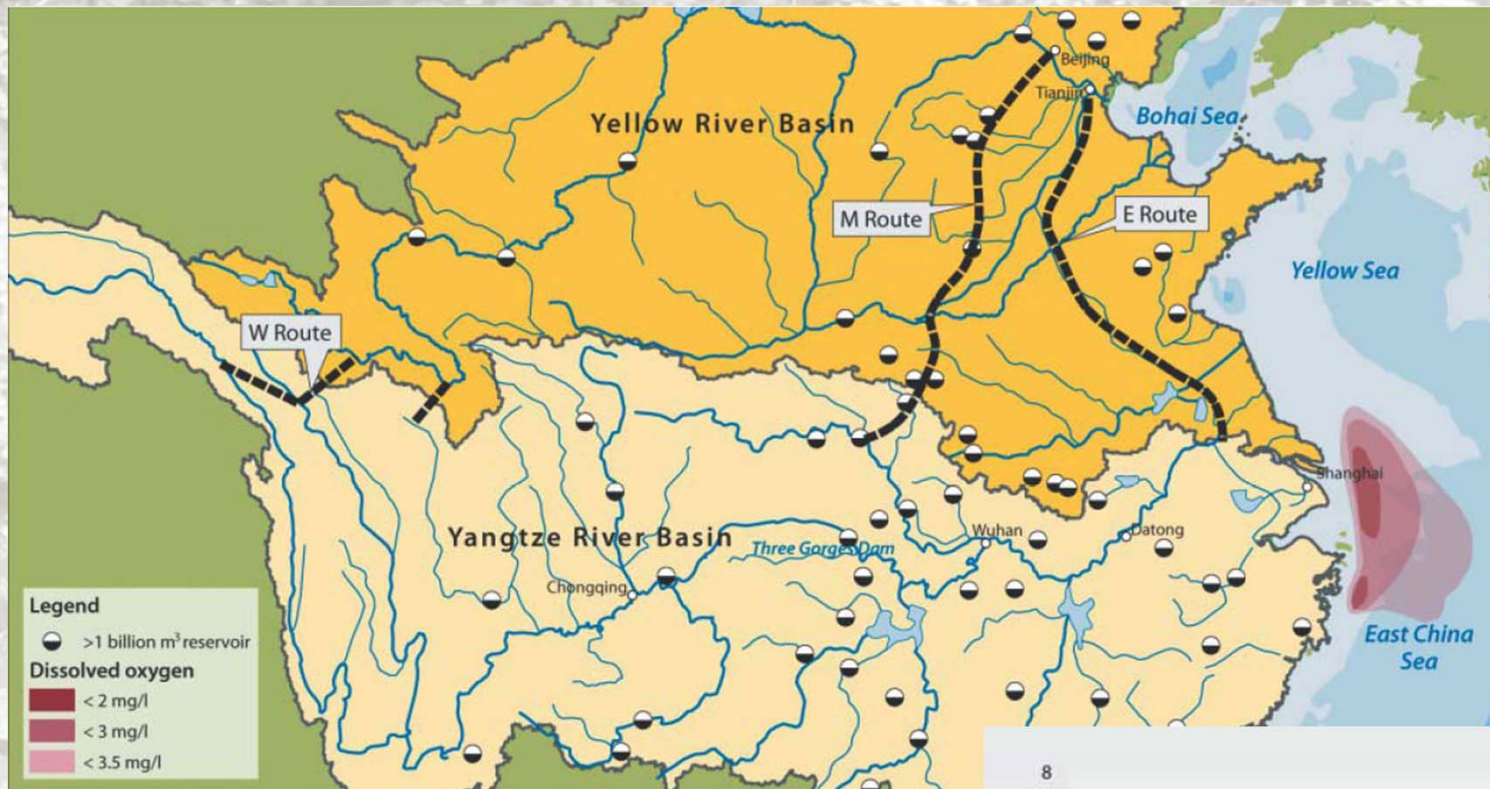 Beijing
Tianjin
Yellow River Basin
Bohai Sea
M Route
E Route
Yellow Sea
W Route
Shanghai
Yangtze River Basin
Three Gorges Dam
Wuhan
Datong
Chongqing
East China
Sea
Legend
>1 billion m³ reservoir
Dissolved oxygen
< 2 mg/l
< 3 mg/l
< 3.5 mg/l
8